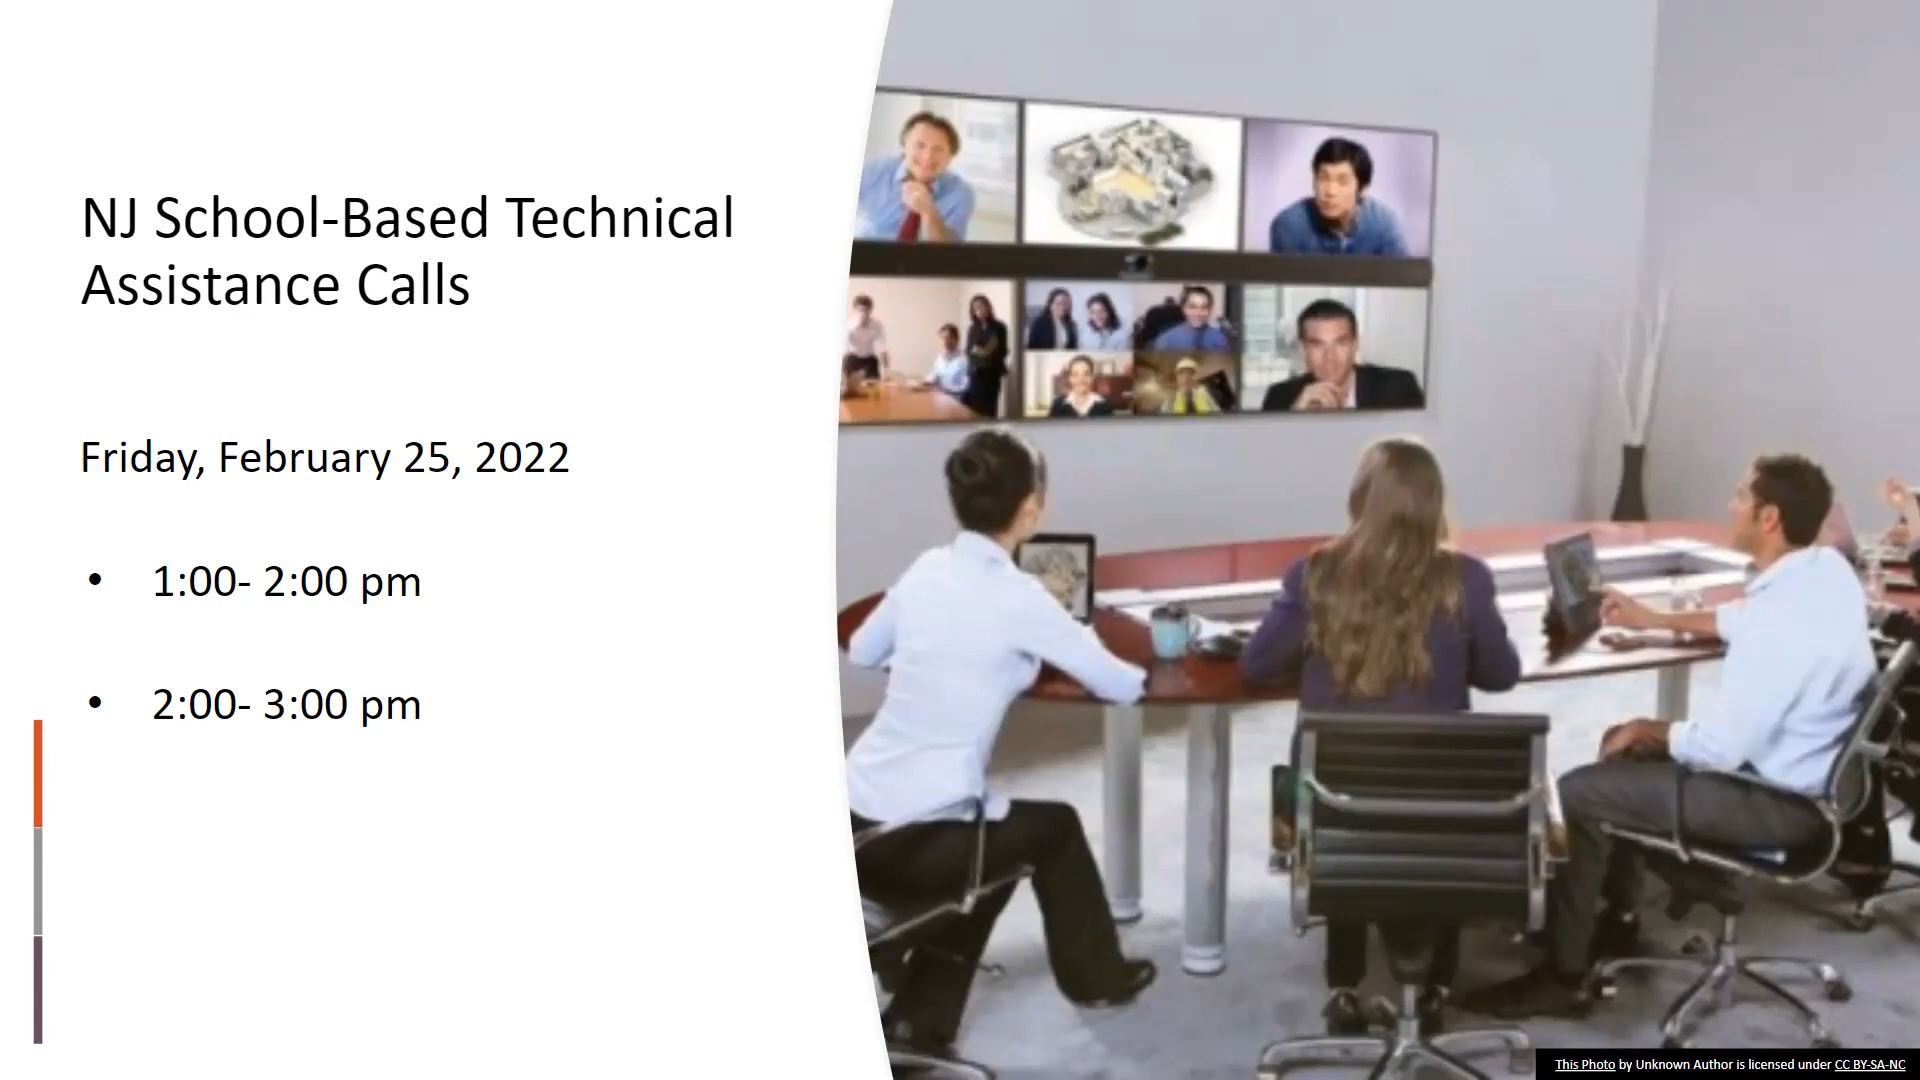 NJ School-Based Technical
Assistance Calls
Friday, February 25, 2022
• 1:00- 2:00 pm
• 2:00- 3:00 pm
This Photo by Unknown Author is licensed under CC BY-SA-NC